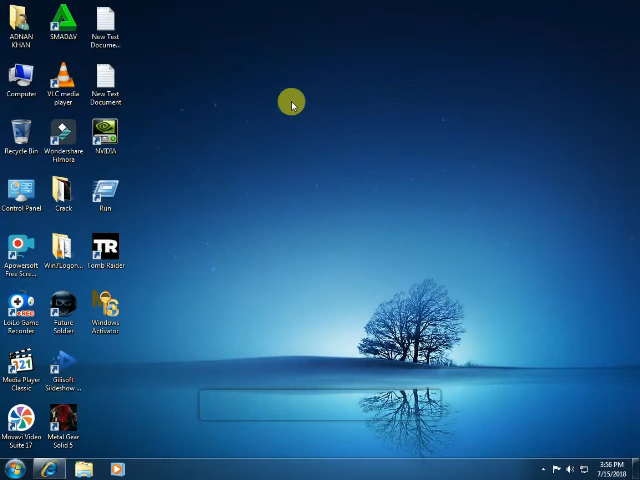 ADNAN
KHAN
SMADAV
New Text
Docume...
Computer
VLC media
player
New Text
Document
Recycle Bin
Wondershare
Filmora
NVIDIA
Control Panel
Crack
Run
Apowersoft
Free Scre...
Win7Logon...
TR
Tomb Raider
REC
LoiLo Game
Recorder
Future
Soldier
Windows
Activator
321
Media Player
Classic
Gilisoft
Slideshow ...
Movavi Video
Suite 17
Metal Gear
Solid 5
3:56 PM
7/15/2018